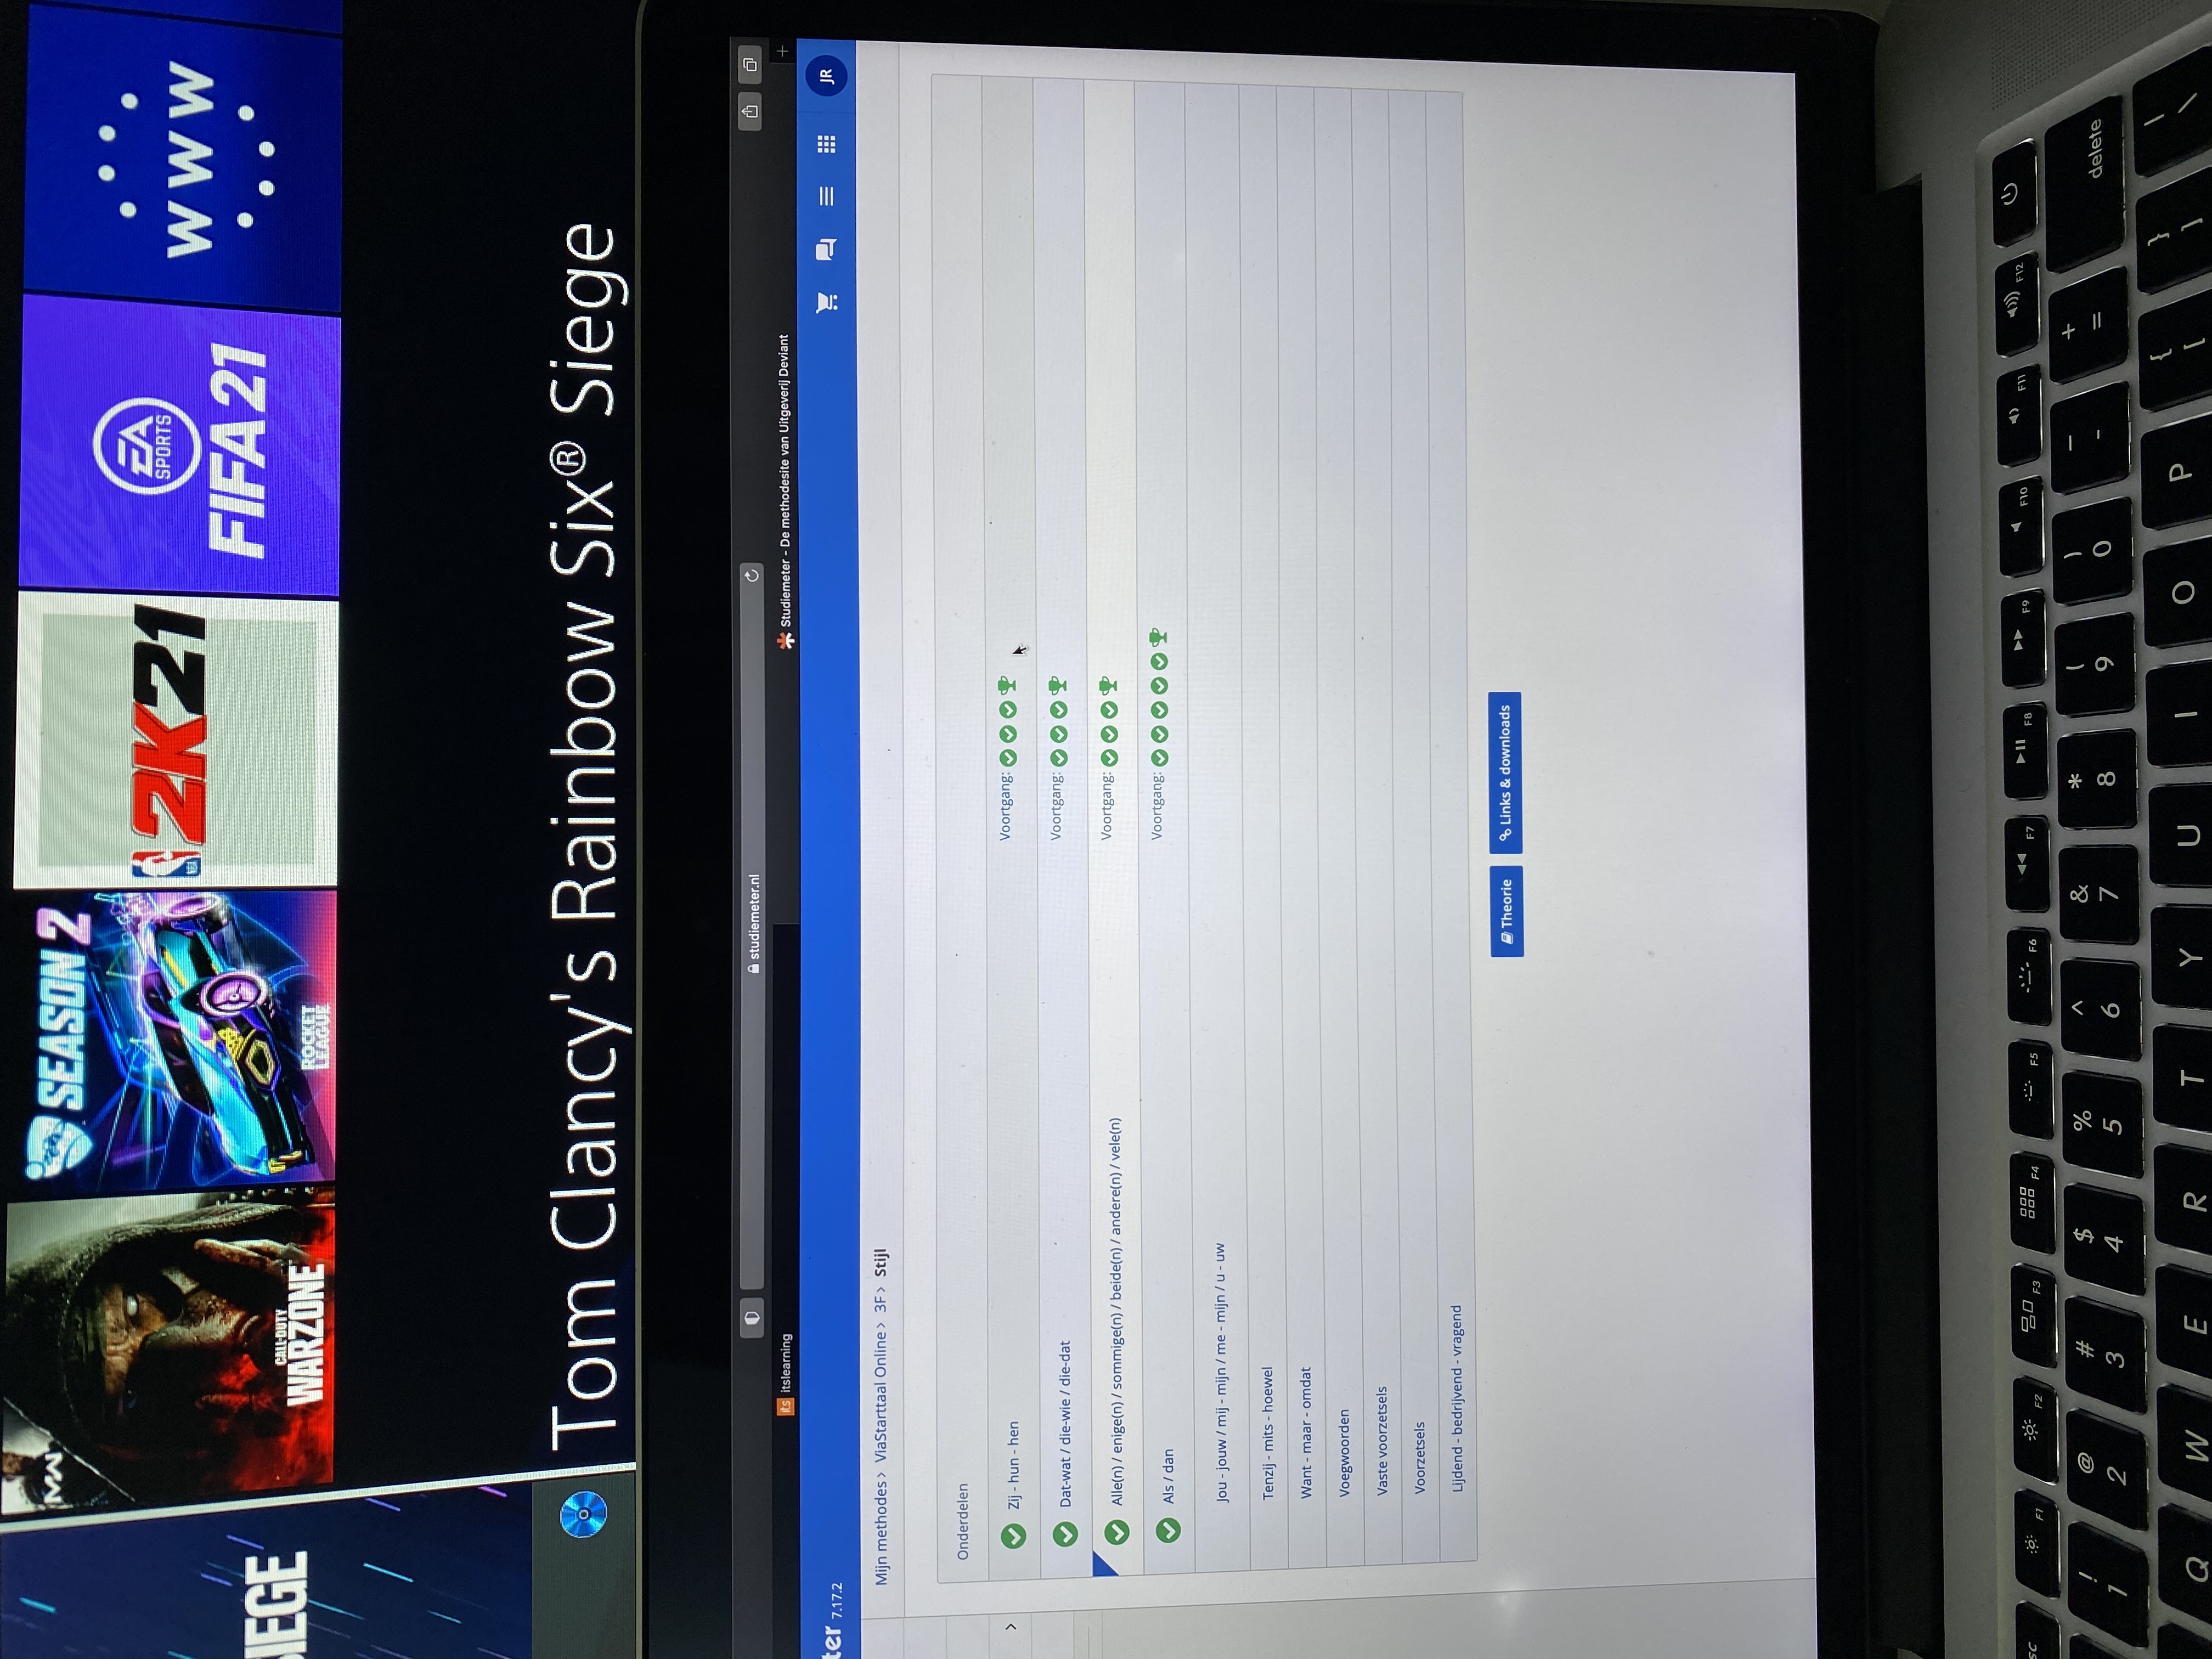 MW
SEASON 2
CALL OF DUTY
WARZONE
ROCKET
LEAGUE
NBA 2K21
EA
SPORTS
FIFA 21
WWW
IEGE
Tom Clancy's Rainbow Six® Siege
studiemeter.nl
its itslearning
Studiemeter - De methodesite van Uitgeverij Deviant
ter 7.17.2
JR
Mijn methodes > ViaStarttaal Online > 3F > Stijl
Onderdelen
Zij - hun - hen Voortgang:
Dat-wat / die-wie / die-dat Voortgang:
Alle(n) / enige(n) / sommige(n) / beide(n) / andere(n) / vele(n) Voortgang:
Als / dan Voortgang:
Jou - jouw / mij - mijn / me - mijn / u - uw
Tenzij - mits - hoewel
Want - maar - omdat
Voegwoorden
Vaste voorzetsels
Voorzetsels
Lijdend - bedrijvend - vragend
Theorie Links & downloads
sc F1 F2 F3 F4 F5 F6 F7 F8 F9 F10 F11 F12
! @ # $ % ^ & * ( ) _ +
1 2 3 4 5 6 7 8 9 0 - = delete
Q W E R T Y U I O P { [ } ] | \